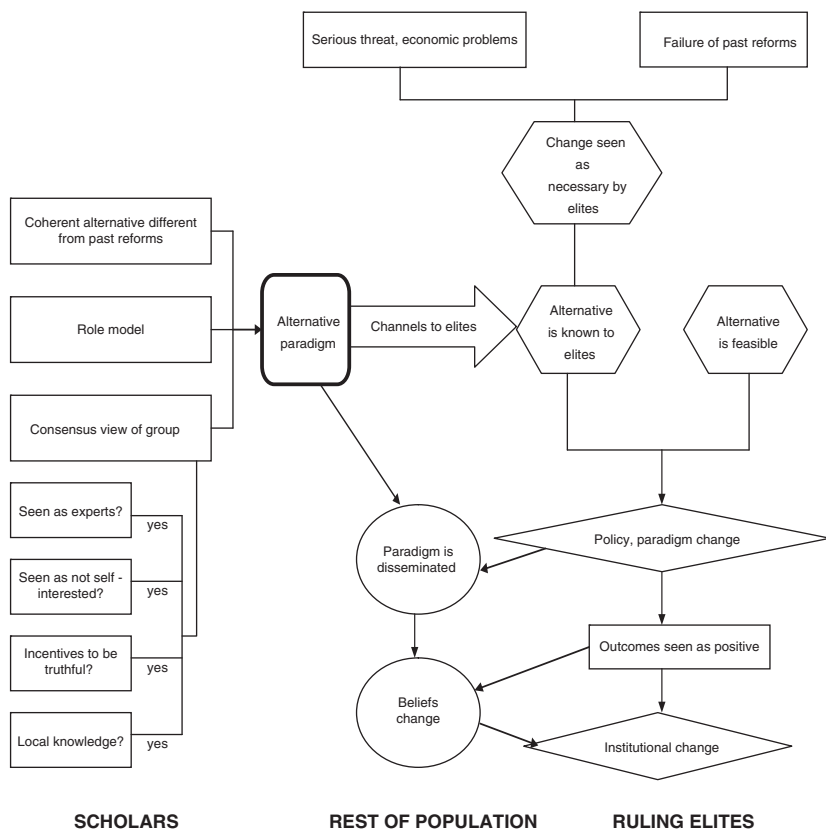 Serious threat, economic problems
Failure of past reforms
Change seen
as
necessary by
elites
Coherent alternative different
from past reforms
Role model
Consensus view of group
Alternative
paradigm
Channels to elites
Alternative
is known to
elites
Alternative
is feasible
Seen as experts?
yes
Seen as not self -
interested?
yes
Incentives to be
truthful?
yes
Local knowledge?
yes
Paradigm is
disseminated
Policy, paradigm change
Outcomes seen as positive
Beliefs
change
Institutional change
SCHOLARS
REST OF POPULATION
RULING ELITES